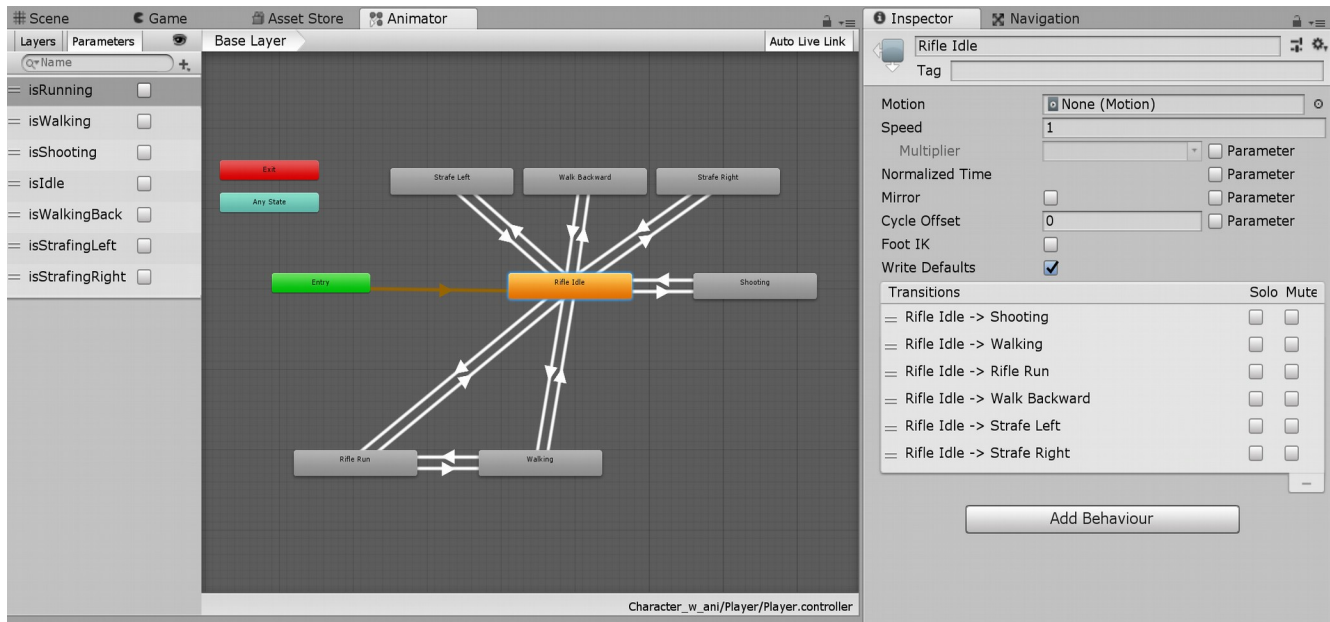 Scene Game Asset Store Animator
Layers Parameters Base Layer Auto Live Link
Name
isRunning
isWalking
isShooting
isIdle
isWalkingBack
isStrafingLeft
isStrafingRight
Exit
Any State
Strafe Left Walk Backward Strafe Right
Entry Rifle Idle Shooting
Rifle Run Walking
Character_w_ani/Player/Player.controller
Inspector Navigation
Rifle Idle
Tag
Motion None (Motion)
Speed 1
Multiplier Parameter
Normalized Time Parameter
Mirror Parameter
Cycle Offset 0 Parameter
Foot IK
Write Defaults
Transitions Solo Mute
Rifle Idle -> Shooting
Rifle Idle -> Walking
Rifle Idle -> Rifle Run
Rifle Idle -> Walk Backward
Rifle Idle -> Strafe Left
Rifle Idle -> Strafe Right
Add Behaviour